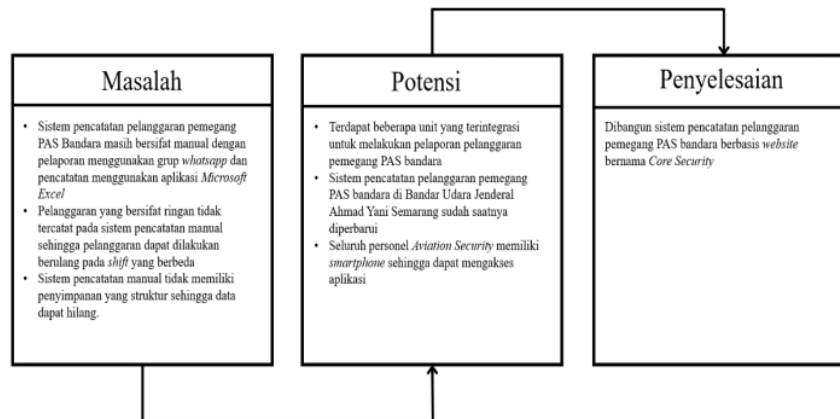 Masalah
• Sistem pencatatan pelanggaran pemegang
PAS Bandara masih bersifat manual dengan
pelaporan menggunakan grup whatsapp dan
pencatatan menggunakan aplikasi Microsoft
Excel
• Pelanggaran yang bersifat ringan tidak
tercatat pada sistem pencatatan manual
sehingga pelanggaran dapat dilakukan
berulang pada shift yang berbeda
• Sistem pencatatan manual tidak memiliki
penyimpanan yang struktur sehingga data
dapat hilang.
Potensi
• Terdapat beberapa unit yang terintegrasi
untuk melakukan pelaporan pelanggaran
pemegang PAS bandara
• Sistem pencatatan pelanggaran pemegang
PAS bandara di Bandar Udara Jenderal
Ahmad Yani Semarang sudah saatnya
diperbarui
• Seluruh personel Aviation Security memiliki
smartphone sehingga dapat mengakses
aplikasi
Penyelesaian
Dibangun sistem pencatatan pelanggaran
pemegang PAS bandara berbasis website
bernama Core Security